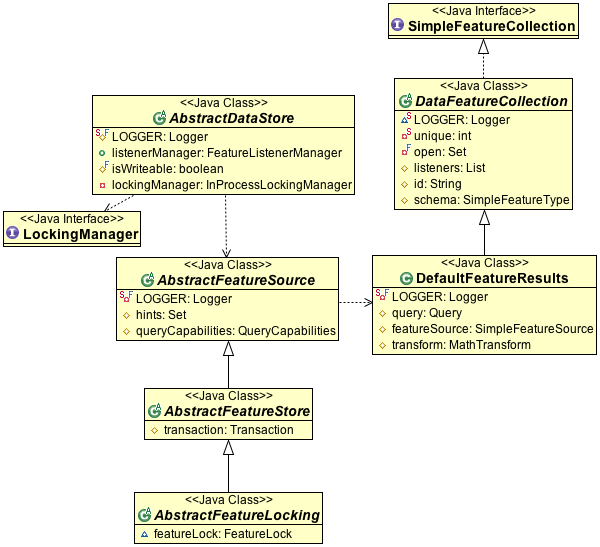 <<Java Interface>>
SimpleFeatureCollection
<<Java Class>>
DataFeatureCollection
LOGGER: Logger
unique: int
open: Set
listeners: List
id: String
schema: SimpleFeatureType
<<Java Class>>
AbstractDataStore
LOGGER: Logger
listenerManager: FeatureListenerManager
isWriteable: boolean
lockingManager: InProcessLockingManager
<<Java Interface>>
LockingManager
<<Java Class>>
AbstractFeatureSource
LOGGER: Logger
hints: Set
queryCapabilities: QueryCapabilities
<<Java Class>>
DefaultFeatureResults
LOGGER: Logger
query: Query
featureSource: SimpleFeatureSource
transform: MathTransform
<<Java Class>>
AbstractFeatureStore
transaction: Transaction
<<Java Class>>
AbstractFeatureLocking
featureLock: FeatureLock